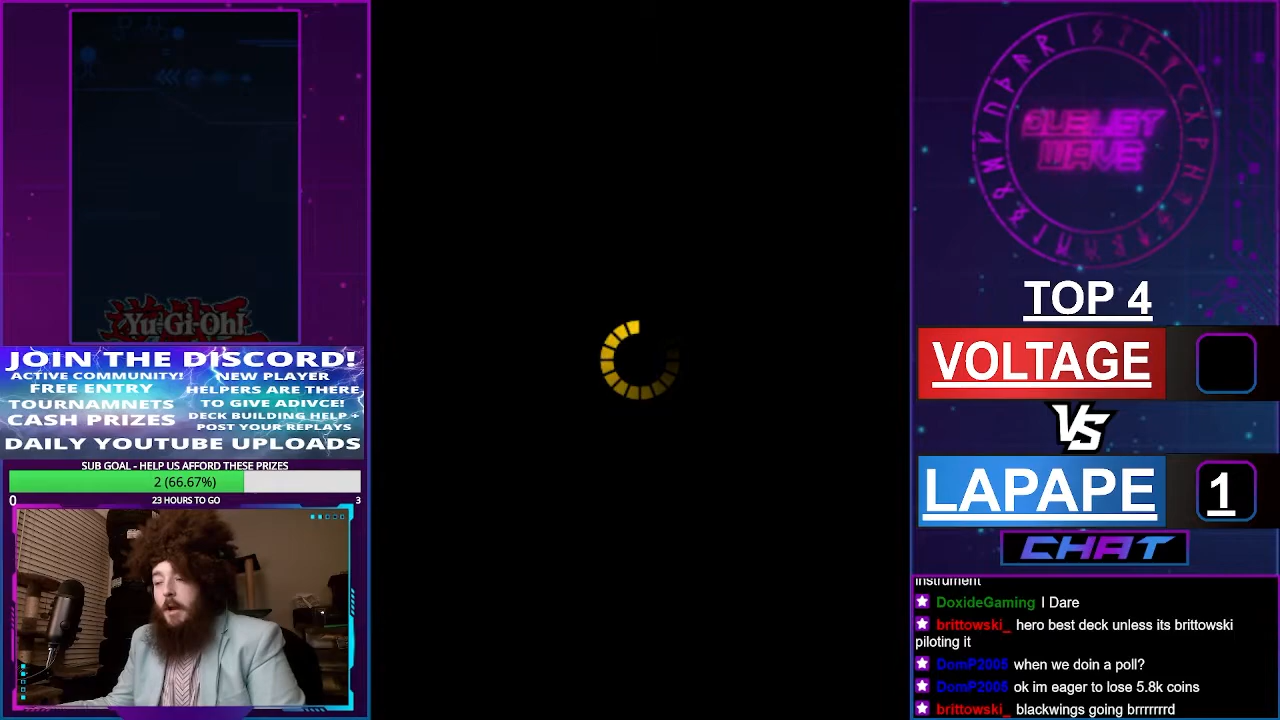 Yu-Gi-Oh!
JOIN THE DISCORD!
ACTIVE COMMUNITY!
FREE ENTRY
TOURNAMNETS
CASH PRIZES
NEW PLAYER
HELPERS ARE THERE
TO GIVE ADIVCE!
DECK BUILDING HELP +
POST YOUR REPLAYS
DAILY YOUTUBE UPLOADS
SUB GOAL - HELP US AFFORD THESE PRIZES
2 (66.67%)
0
23 HOURS TO GO
3
TOP 4
VOLTAGE
VS
LAPAPE
1
CHAT
instrument
DoxideGaming I Dare
brittowski_ hero best deck unless its brittowski
piloting it
DomP2005 when we doin a poll?
DomP2005 ok im eager to lose 5.8k coins
brittowski_ blackwings going brrrrrrrd